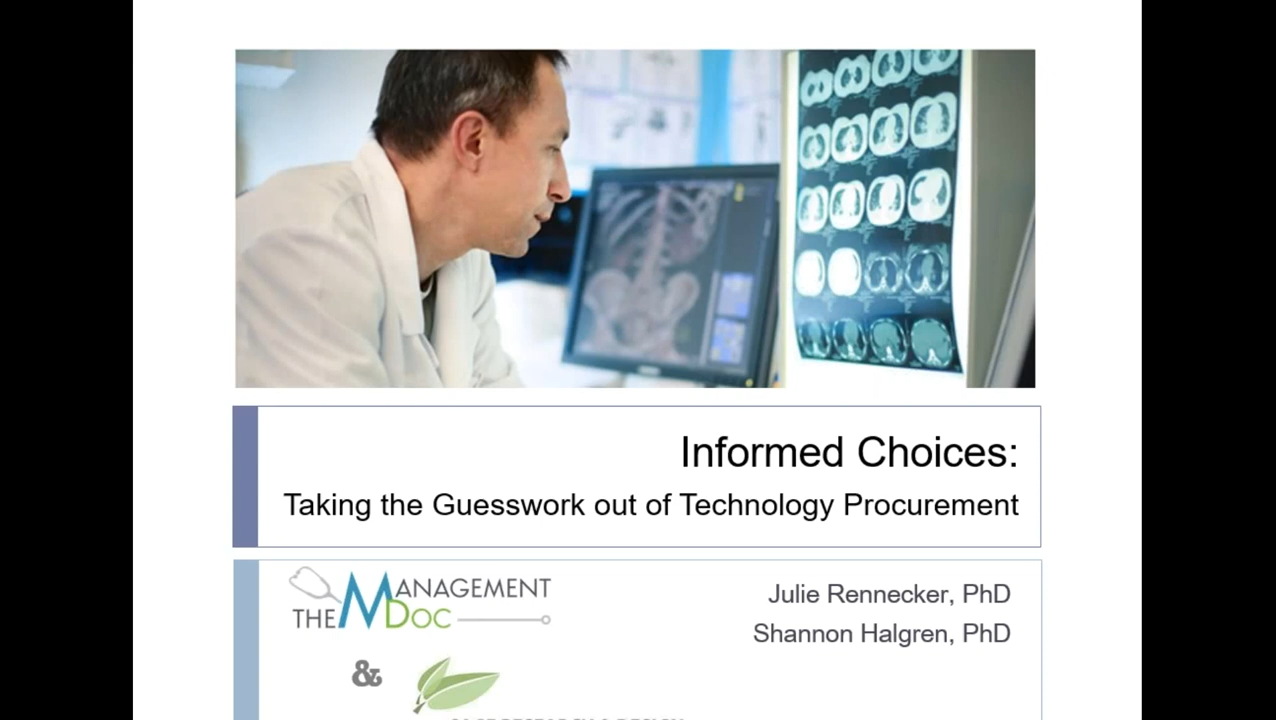 Informed Choices:
Taking the Guesswork out of Technology Procurement
THE MANAGEMENT
DOC
Julie Rennecker, PhD
Shannon Halgren, PhD
&